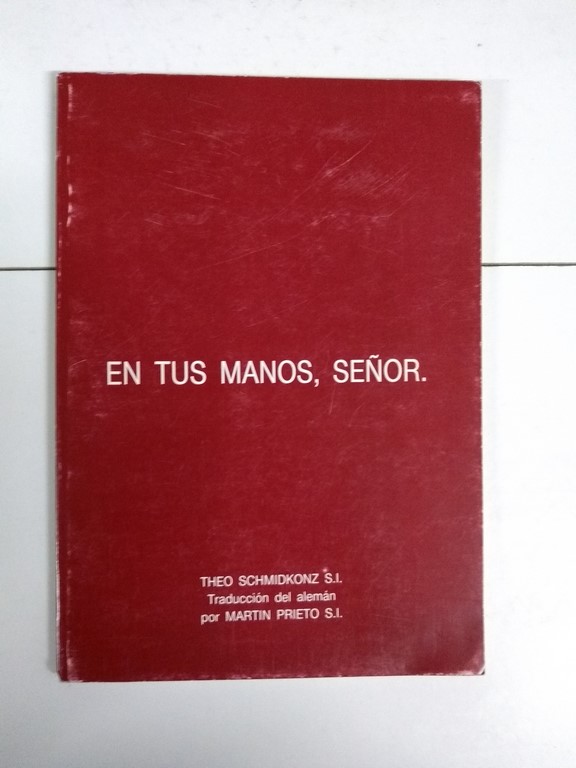 EN TUS MANOS, SEÑOR.
THEO SCHMIDKONZ S.I.
Traducción del alemán
por MARTIN PRIETO S.I.